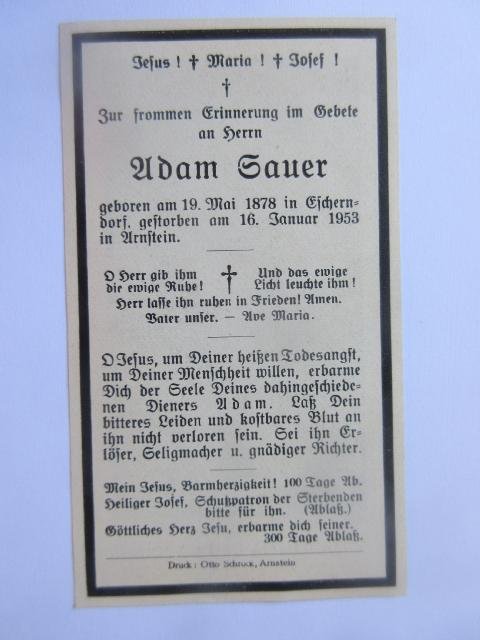 Jesus! ✝ Maria! ✝ Josef!
✝
Zur frommen Erinnerung im Gebete
an Herrn
Adam Sauer
geboren am 19. Mai 1878 in Eschern-
dorf, gestorben am 16. Januar 1953
in Arnstein.
O Herr gib ihm die ewige Ruhe! ✝ Und das ewige Licht leuchte ihm!
Herr lasse ihn ruhen in Frieden! Amen.
Vater unser. — Ave Maria.
O Jesus, um Deiner heißen Todesangst,
um Deiner Menschheit willen, erbarme
Dich der Seele Deines dahingeschiede-
nen Dieners Adam. Laß Dein
bitteres Leiden und kostbares Blut an
ihn nicht verloren sein. Sei ihn Er-
löser, Seligmacher u. gnädiger Richter.
Mein Jesus, Barmherzigkeit! 100 Tage Ab.
Heiliger Josef, Schutzpatron der Sterbenden
bitte für ihn. (Ablaß.)
Göttliches Herz Jesu, erbarme dich seiner.
300 Tage Ablaß.
Druck: Otto Schruck, Arnstein